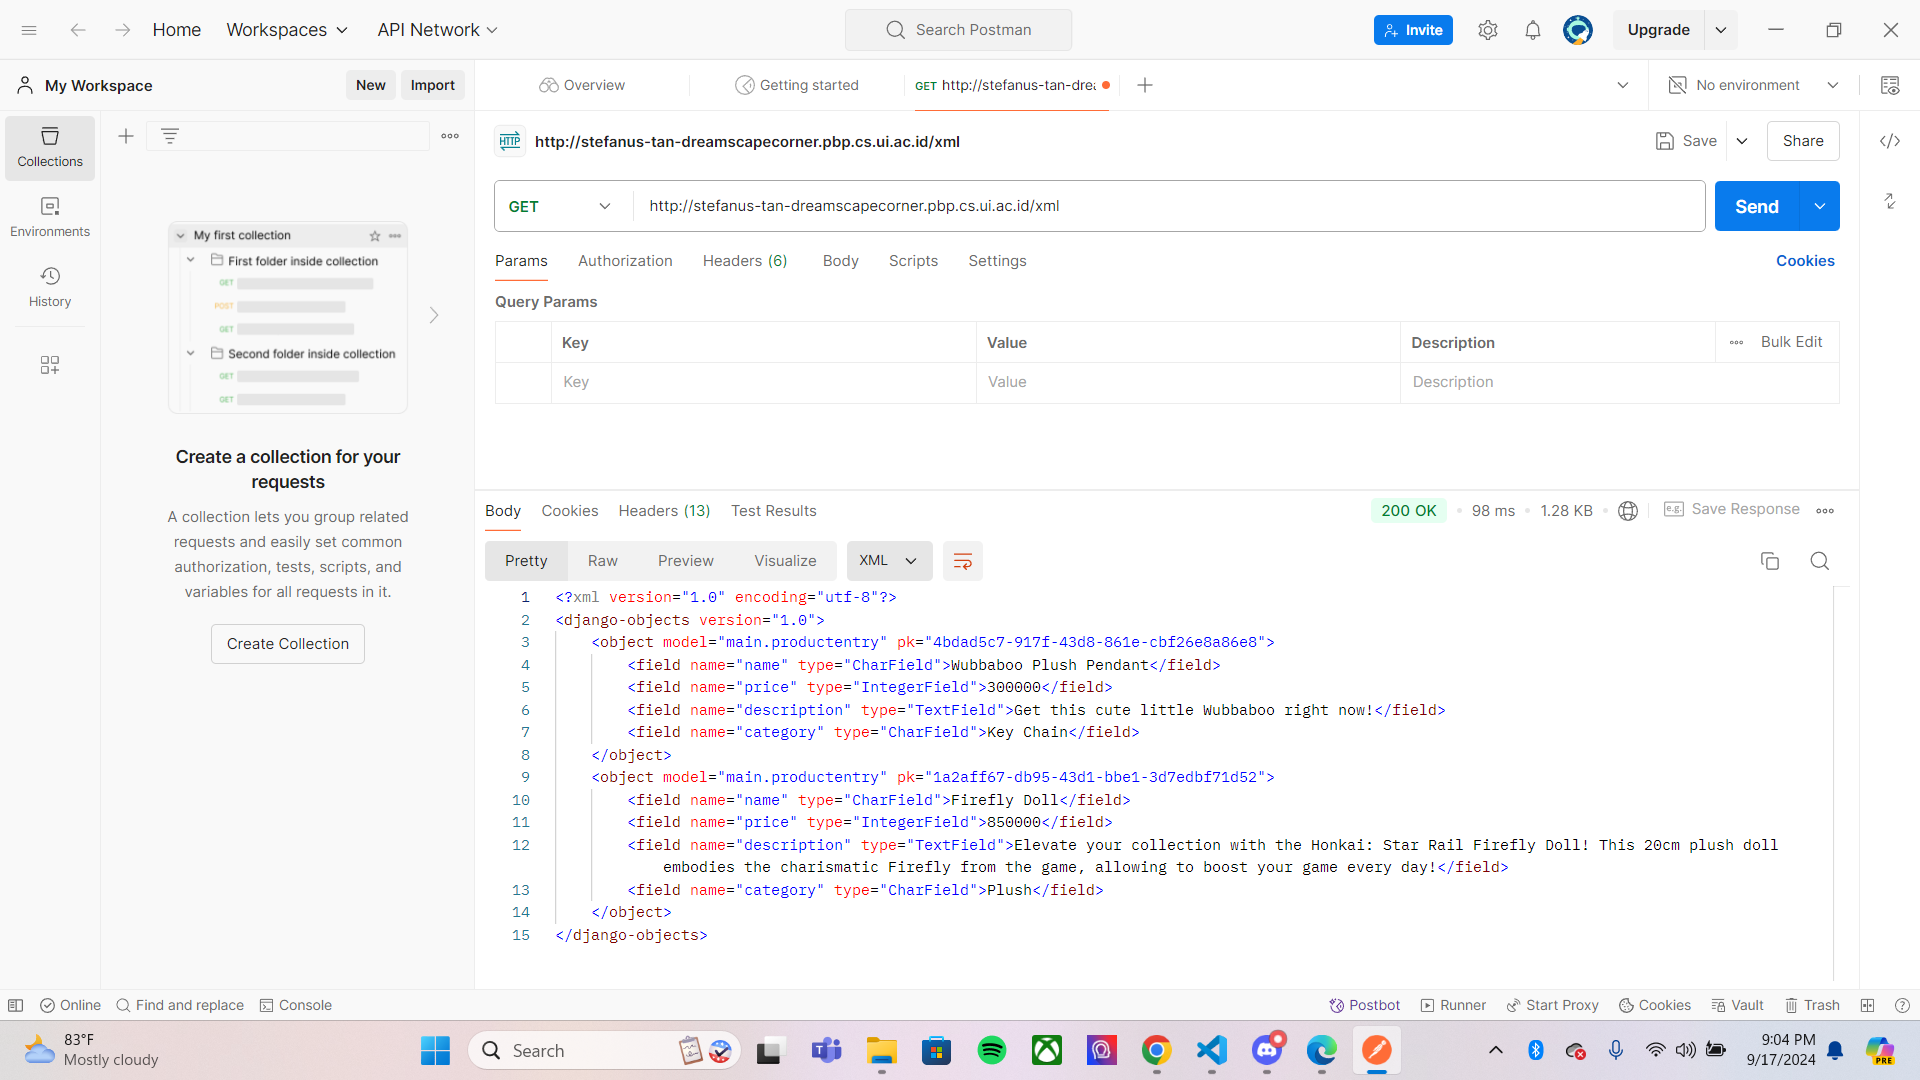 Home
Workspaces
API Network
Search Postman
Invite
Upgrade
My Workspace
New
Import
Overview
Getting started
GET http://stefanus-tan-drea
No environment
Collections
Environments
History
My first collection
First folder inside collection
GET
POST
GET
Second folder inside collection
GET
GET
Create a collection for your
requests
A collection lets you group related
requests and easily set common
authorization, tests, scripts, and
variables for all requests in it.
Create Collection
HTTP
http://stefanus-tan-dreamscapecorner.pbp.cs.ui.ac.id/xml
Save
Share
GET
http://stefanus-tan-dreamscapecorner.pbp.cs.ui.ac.id/xml
Send
Params
Authorization
Headers (6)
Body
Scripts
Settings
Cookies
Query Params
Key
Value
Description
Bulk Edit
Key
Value
Description
Body
Cookies
Headers (13)
Test Results
200 OK
98 ms
1.28 KB
e.g.
Save Response
Pretty
Raw
Preview
Visualize
XML
1 <?xml version="1.0" encoding="utf-8"?>
2 <django-objects version="1.0">
3 <object model="main.productentry" pk="4bdad5c7-917f-43d8-861e-cbf26e8a86e8">
4 <field name="name" type="CharField">Wubbaboo Plush Pendant</field>
5 <field name="price" type="IntegerField">300000</field>
6 <field name="description" type="TextField">Get this cute little Wubbaboo right now!</field>
7 <field name="category" type="CharField">Key Chain</field>
8 </object>
9 <object model="main.productentry" pk="1a2aff67-db95-43d1-bbe1-3d7edbf71d52">
10 <field name="name" type="CharField">Firefly Doll</field>
11 <field name="price" type="IntegerField">850000</field>
12 <field name="description" type="TextField">Elevate your collection with the Honkai: Star Rail Firefly Doll! This 20cm plush doll
embodies the charismatic Firefly from the game, allowing to boost your game every day!</field>
13 <field name="category" type="CharField">Plush</field>
14 </object>
15 </django-objects>
Online
Find and replace
Console
Postbot
Runner
Start Proxy
Cookies
Vault
Trash
83°F
Mostly cloudy
Search
9:04 PM
9/17/2024
PRE